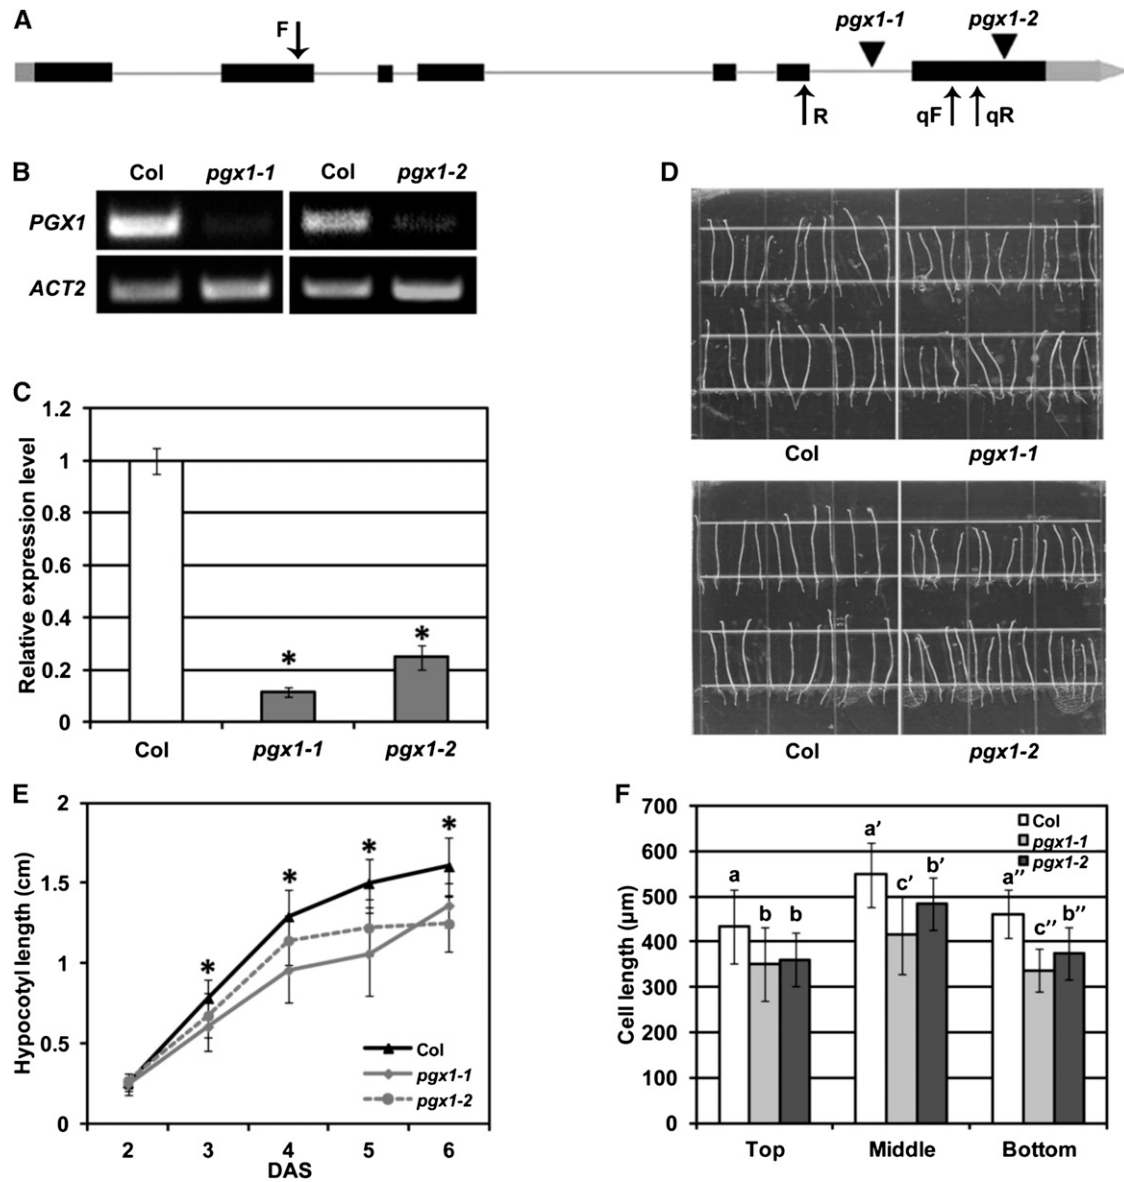 A
F
pgx1-1
pgx1-2
R
qF
qR
B
Col
pgx1-1
Col
pgx1-2
PGX1
ACT2
C
Relative expression level
1.2
1
0.8
0.6
0.4
0.2
0
*
*
Col
pgx1-1
pgx1-2
D
Col
pgx1-1
Col
pgx1-2
E
Hypocotyl length (cm)
2
1.5
1
0.5
0
*
*
*
*
Col
pgx1-1
pgx1-2
2
3
4
5
6
DAS
F
Cell length (µm)
700
600
500
400
300
200
100
0
Col
pgx1-1
pgx1-2
a
b
b
a′
c′
b′
a′′
c′′
b′′
Top
Middle
Bottom